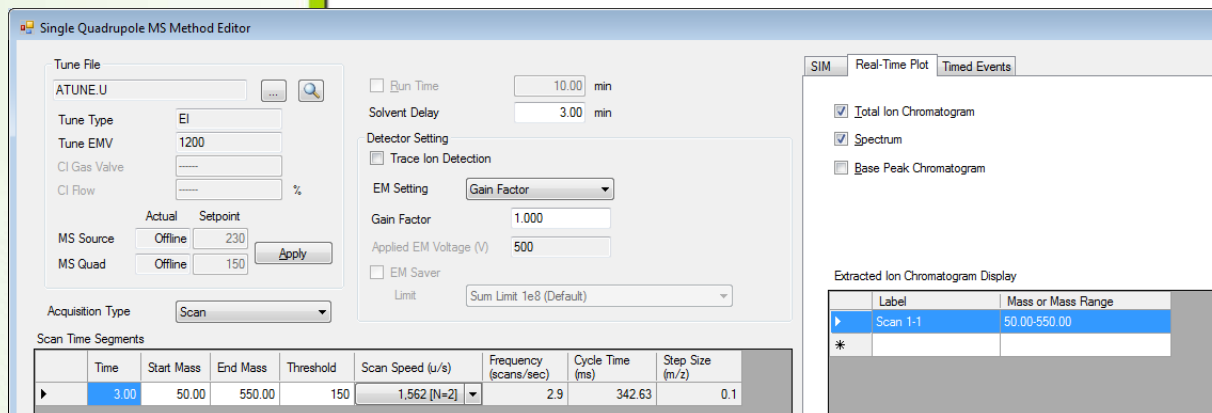 Single Quadrupole MS Method Editor
Tune File
ATUNE.U
...
Tune Type EI
Tune EMV 1200
CI Gas Valve ------
CI Flow ------ %
Actual Setpoint
MS Source Offline 230
MS Quad Offline 150
Apply
Acquisition Type Scan
Run Time 10.00 min
Solvent Delay 3.00 min
Detector Setting
Trace Ion Detection
EM Setting Gain Factor
Gain Factor 1.000
Applied EM Voltage (V) 500
EM Saver
Limit Sum Limit 1e8 (Default)
Scan Time Segments
Time Start Mass End Mass Threshold Scan Speed (u/s) Frequency (scans/sec) Cycle Time (ms) Step Size (m/z)
3.00 50.00 550.00 150 1,562 [N=2] 2.9 342.63 0.1
SIM Real-Time Plot Timed Events
Total Ion Chromatogram
Spectrum
Base Peak Chromatogram
Extracted Ion Chromatogram Display
Label Mass or Mass Range
Scan 1-1 50.00-550.00